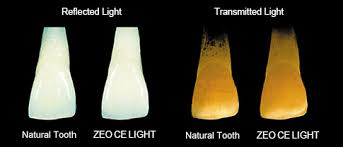 Reflected Light
Transmitted Light
Natural Tooth
ZEO CE LIGHT
Natural Tooth
ZEO CE LIGHT